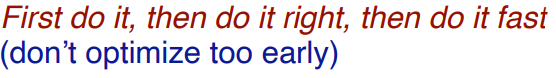 First do it, then do it right, then do it fast
(don’t optimize too early)